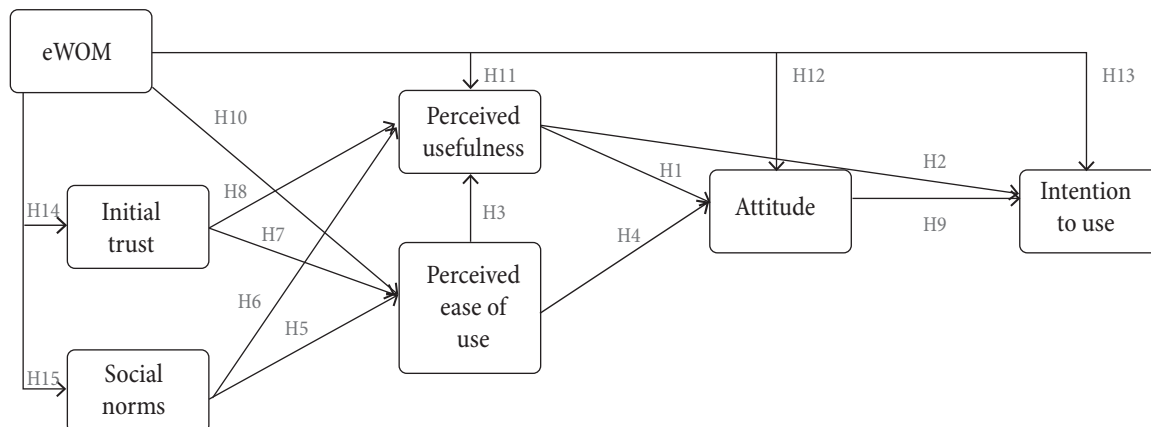 eWOM
H10
H11
H12
H13
Perceived
usefulness
H8
H1
H2
H14
Initial
trust
H7
H3
H4
Attitude
H9
Intention
to use
H6
H5
Perceived
ease of
use
H15
Social
norms